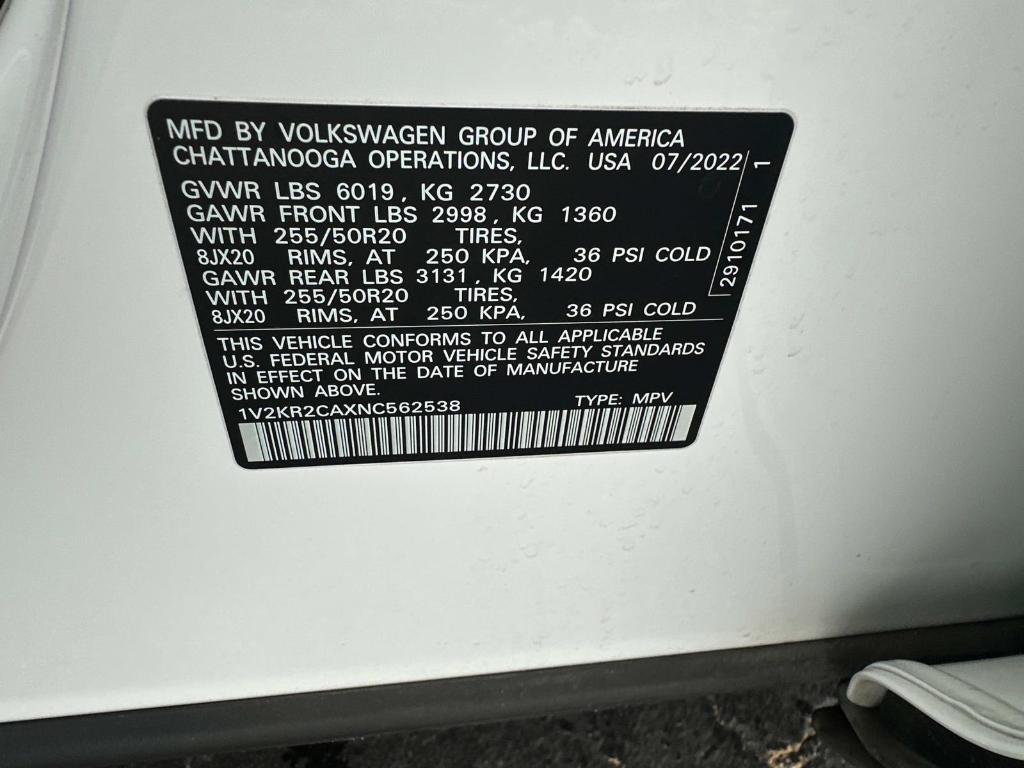 MFD BY VOLKSWAGEN GROUP OF AMERICA
CHATTANOOGA OPERATIONS, LLC. USA 07/2022
GVWR LBS 6019, KG 2730
GAWR FRONT LBS 2998, KG 1360
WITH 255/50R20 TIRES,
8JX20 RIMS, AT 250 KPA, 36 PSI COLD
GAWR REAR LBS 3131, KG 1420
WITH 255/50R20 TIRES,
8JX20 RIMS, AT 250 KPA, 36 PSI COLD
2910171 1
THIS VEHICLE CONFORMS TO ALL APPLICABLE
U.S. FEDERAL MOTOR VEHICLE SAFETY STANDARDS
IN EFFECT ON THE DATE OF MANUFACTURE
SHOWN ABOVE.
1V2KR2CAXNC562538 TYPE: MPV